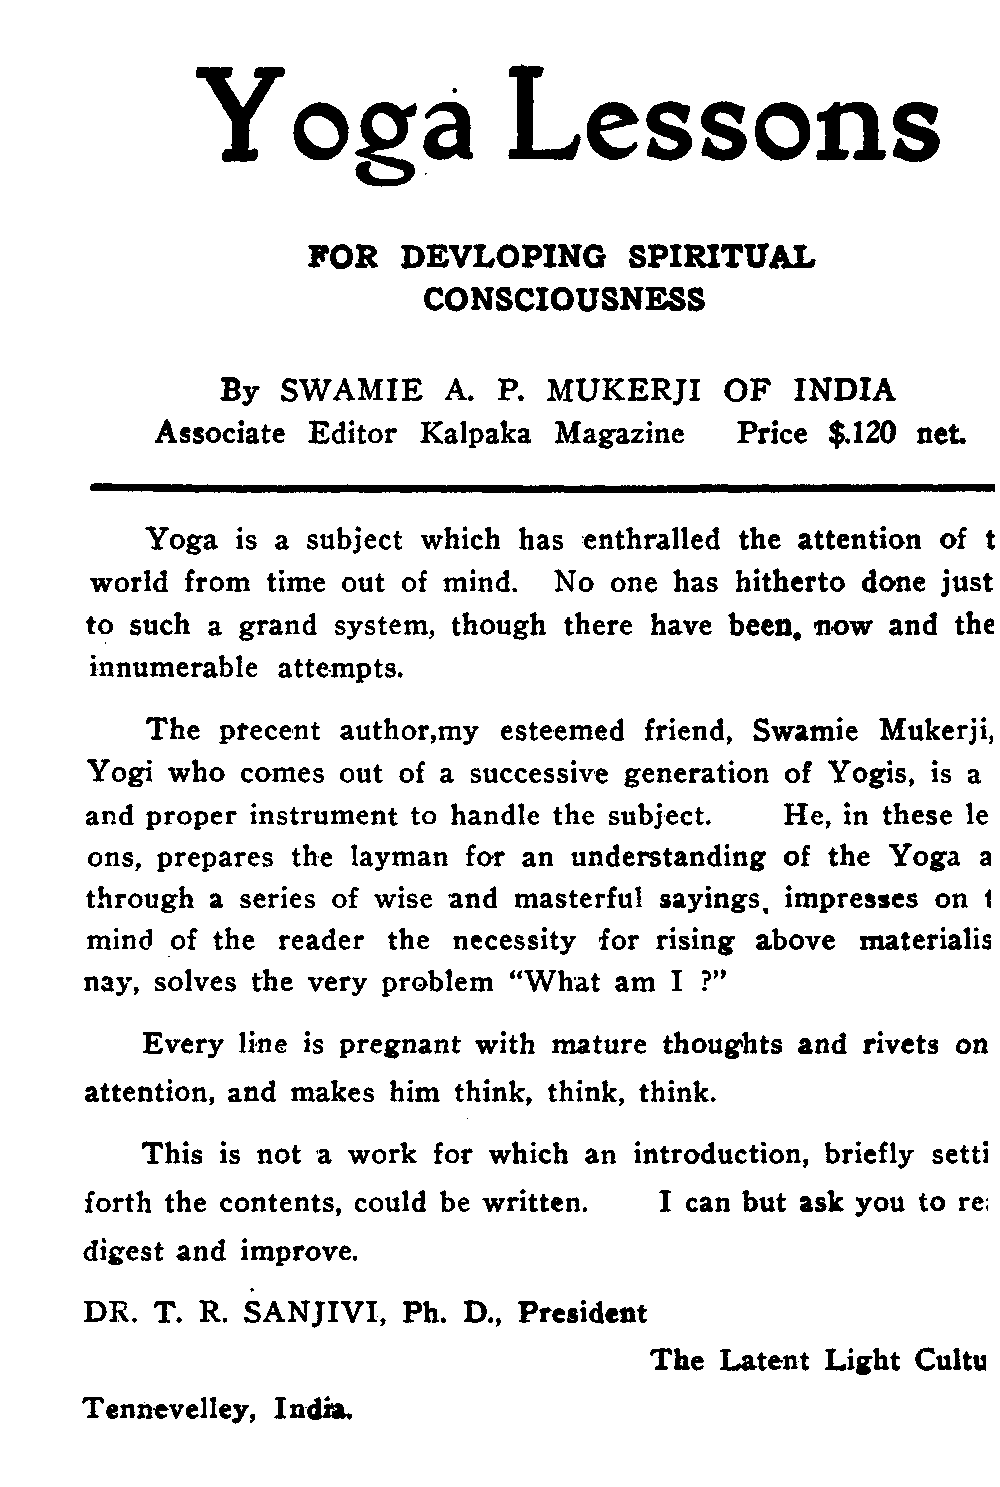 Yoga Lessons
FOR DEVLOPING SPIRITUAL
CONSCIOUSNESS
By SWAMIE A. P. MUKERJI OF INDIA
Associate Editor Kalpaka Magazine Price $.120 net.
Yoga is a subject which has enthralled the attention of t
world from time out of mind. No one has hitherto done just
to such a grand system, though there have been, now and the
innumerable attempts.
The precent author,my esteemed friend, Swamie Mukerji,
Yogi who comes out of a successive generation of Yogis, is a
and proper instrument to handle the subject. He, in these le
ons, prepares the layman for an understanding of the Yoga a
through a series of wise and masterful sayings, impresses on t
mind of the reader the necessity for rising above materialis
nay, solves the very problem "What am I ?"
Every line is pregnant with mature thoughts and rivets on
attention, and makes him think, think, think.
This is not a work for which an introduction, briefly setti
forth the contents, could be written. I can but ask you to re
digest and improve.
DR. T. R. SANJIVI, Ph. D., President
The Latent Light Cultu
Tennevelley, India.